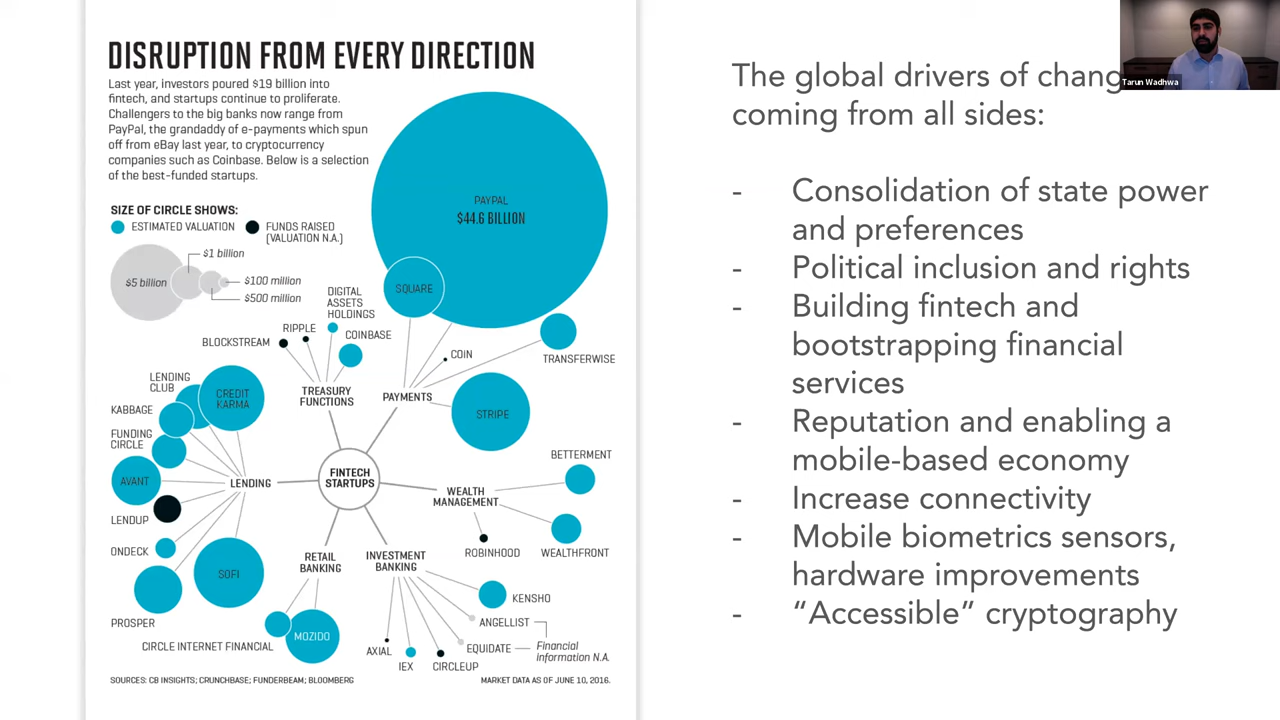 DISRUPTION FROM EVERY DIRECTION
Last year, investors poured $19 billion into
fintech, and startups continue to proliferate.
Challengers to the big banks now range from
PayPal, the grandaddy of e-payments which spun
off from eBay last year, to cryptocurrency
companies such as Coinbase. Below is a selection
of the best-funded startups.
SIZE OF CIRCLE SHOWS:
ESTIMATED VALUATION
FUNDS RAISED
(VALUATION N.A.)
$5 billion
$1 billion
$100 million
$500 million
PAYPAL
$44.6 BILLION
SQUARE
DIGITAL
ASSETS
HOLDINGS
RIPPLE
BLOCKSTREAM
COINBASE
COIN
TRANSFERWISE
TREASURY
FUNCTIONS
PAYMENTS
STRIPE
LENDING
CLUB
CREDIT
KARMA
KABBAGE
FUNDING
CIRCLE
AVANT
LENDING
LENDUP
ONDECK
SOFI
PROSPER
FINTECH
STARTUPS
BETTERMENT
WEALTH
MANAGEMENT
ROBINHOOD
WEALTHFRONT
RETAIL
BANKING
INVESTMENT
BANKING
CIRCLE INTERNET FINANCIAL
MOZIDO
KENSHO
ANGELLIST
EQUIDATE
Financial
information N.A.
AXIAL
IEX
CIRCLEUP
SOURCES: CB INSIGHTS; CRUNCHBASE; FUNDERBEAM; BLOOMBERG
MARKET DATA AS OF JUNE 10, 2016.
The global drivers of chang
coming from all sides:
- Consolidation of state power
and preferences
- Political inclusion and rights
- Building fintech and
bootstrapping financial
services
- Reputation and enabling a
mobile-based economy
- Increase connectivity
- Mobile biometrics sensors,
hardware improvements
- “Accessible” cryptography
Tarun Wadhwa